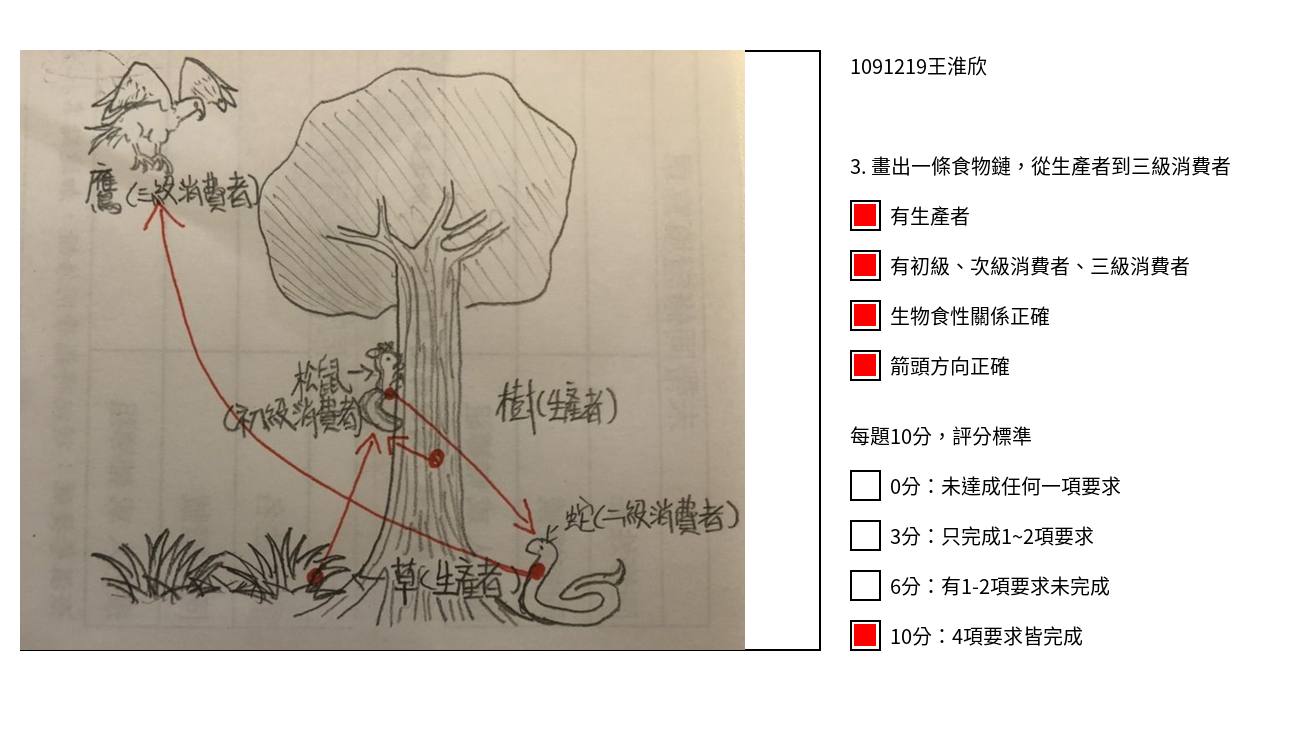 鷹(三級消費者)
松鼠→
(初級消費者)
樹(生產者)
蛇(二級消費者)
←草(生產者)
1091219王淮欣
3. 畫出一條食物鏈，從生產者到三級消費者
有生產者
有初級、次級消費者、三級消費者
生物食性關係正確
箭頭方向正確
每題10分，評分標準
0分：未達成任何一項要求
3分：只完成1~2項要求
6分：有1-2項要求未完成
10分：4項要求皆完成